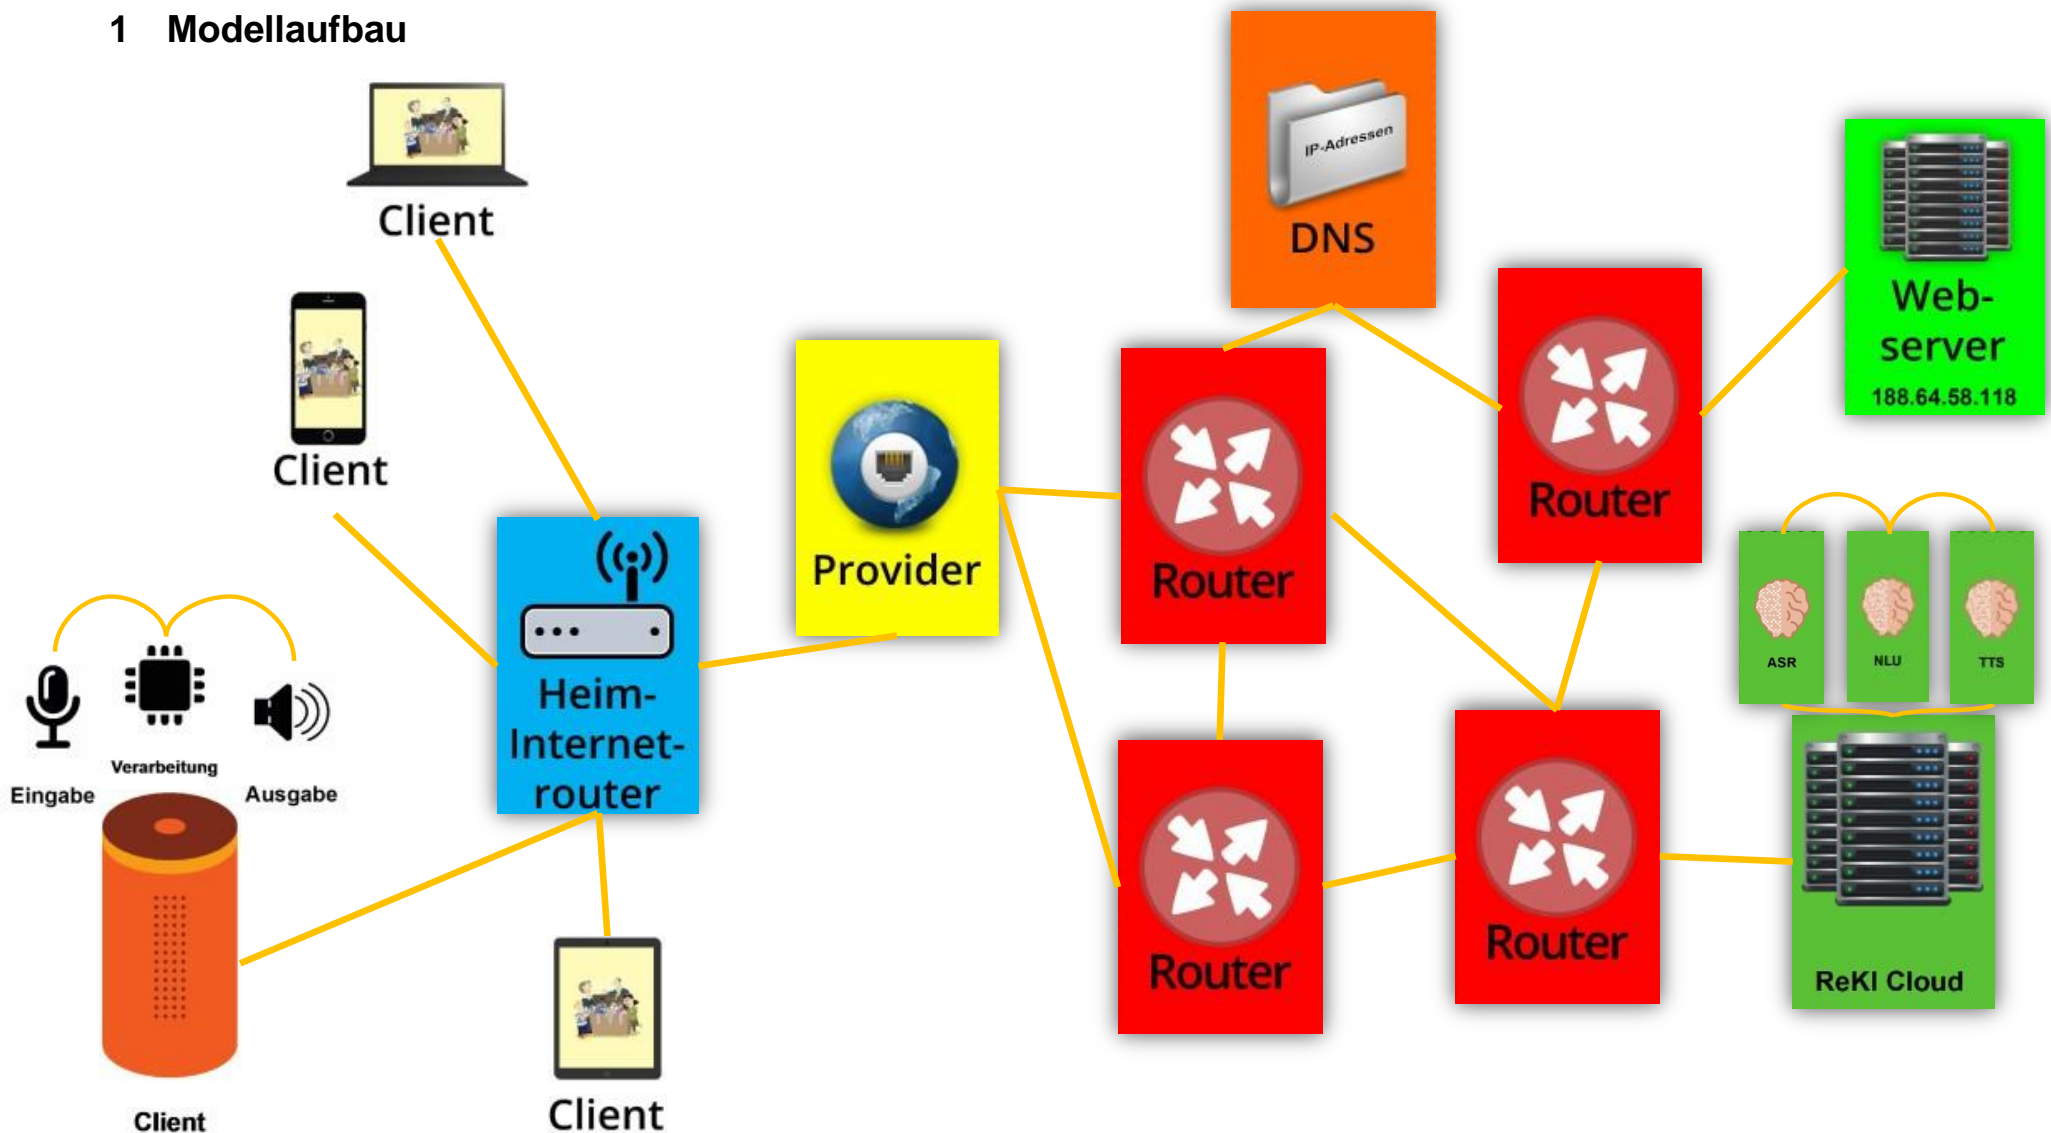 1 Modellaufbau
Client
Client
Eingabe
Verarbeitung
Ausgabe
Client
Client
Heim-
Internet-
router
Provider
IP-Adressen
DNS
Router
Router
Router
Router
Web-
server
188.64.58.118
ASR
NLU
TTS
ReKI Cloud